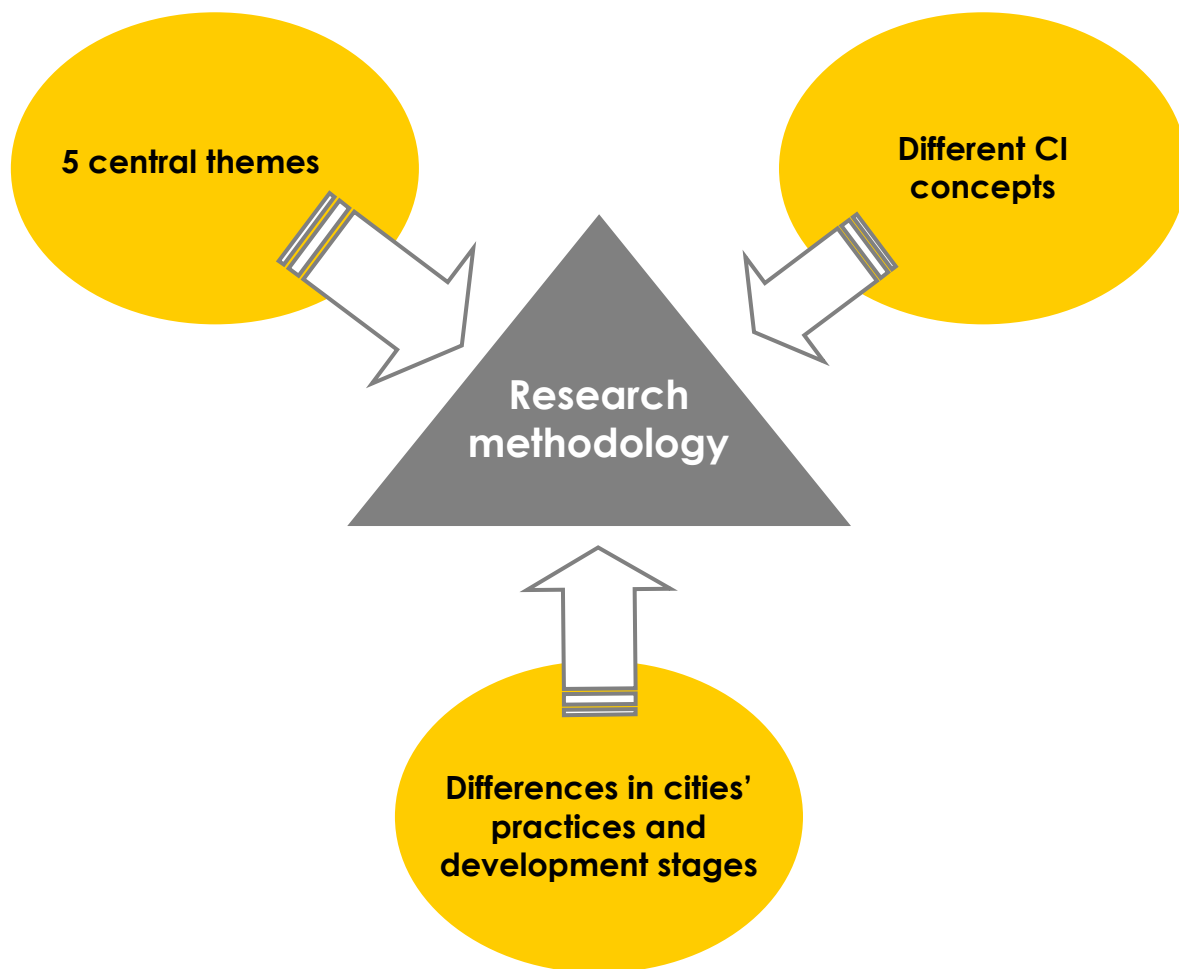 5 central themes
Different CI
concepts
Research
methodology
Differences in cities’
practices and
development stages